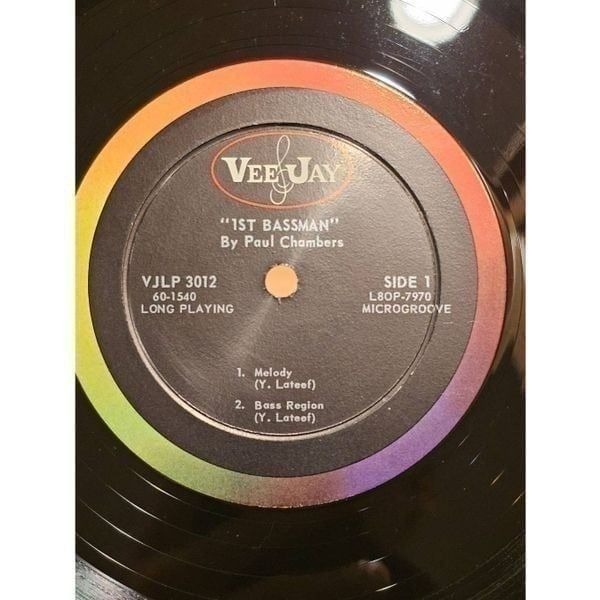 VEE JAY
"1ST BASSMAN"
By Paul Chambers
VJLP 3012
60-1540
LONG PLAYING
SIDE 1
L8OP-7970
MICROGROOVE
1. Melody
(Y. Lateef)
2. Bass Region
(Y. Lateef)